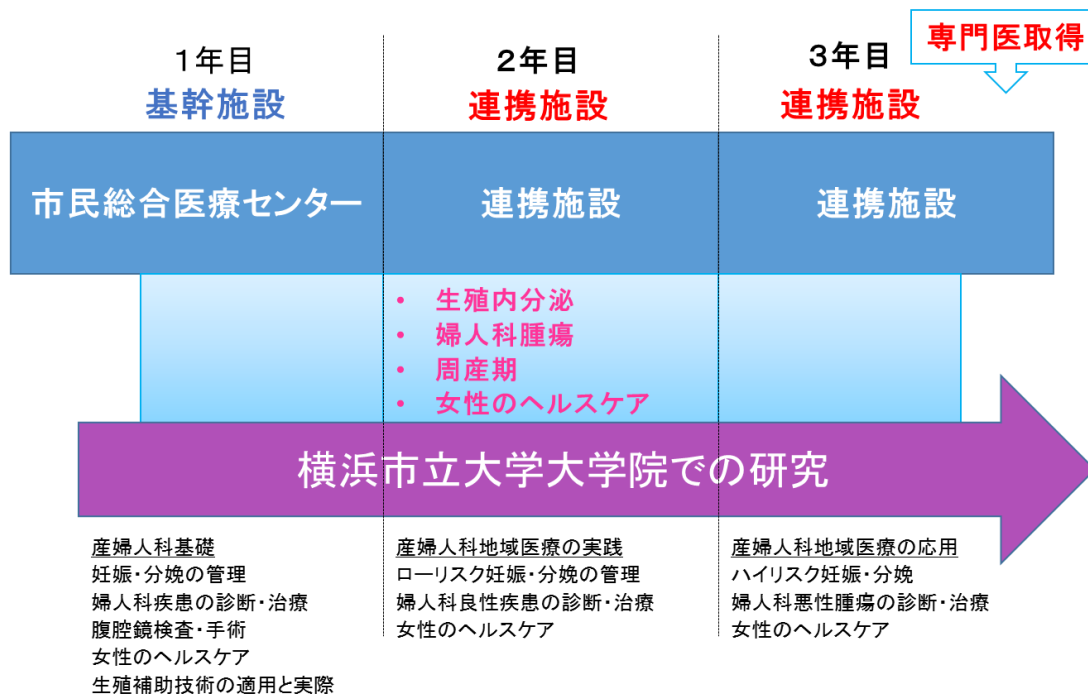 専門医取得
1年目
基幹施設
2年目
連携施設
3年目
連携施設
市民総合医療センター
連携施設
連携施設
• 生殖内分泌
• 婦人科腫瘍
• 周産期
• 女性のヘルスケア
横浜市立大学大学院での研究
産婦人科基礎
妊娠・分娩の管理
婦人科疾患の診断・治療
腹腔鏡検査・手術
女性のヘルスケア
生殖補助技術の適用と実際
産婦人科地域医療の実践
ローリスク妊娠・分娩の管理
婦人科良性疾患の診断・治療
女性のヘルスケア
産婦人科地域医療の応用
ハイリスク妊娠・分娩
婦人科悪性腫瘍の診断・治療
女性のヘルスケア